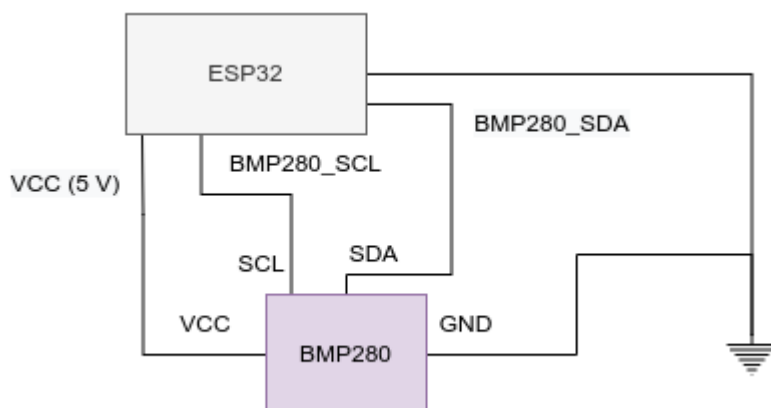 ESP32
BMP280_SDA
BMP280_SCL
VCC (5 V)
SDA
SCL
VCC
GND
BMP280